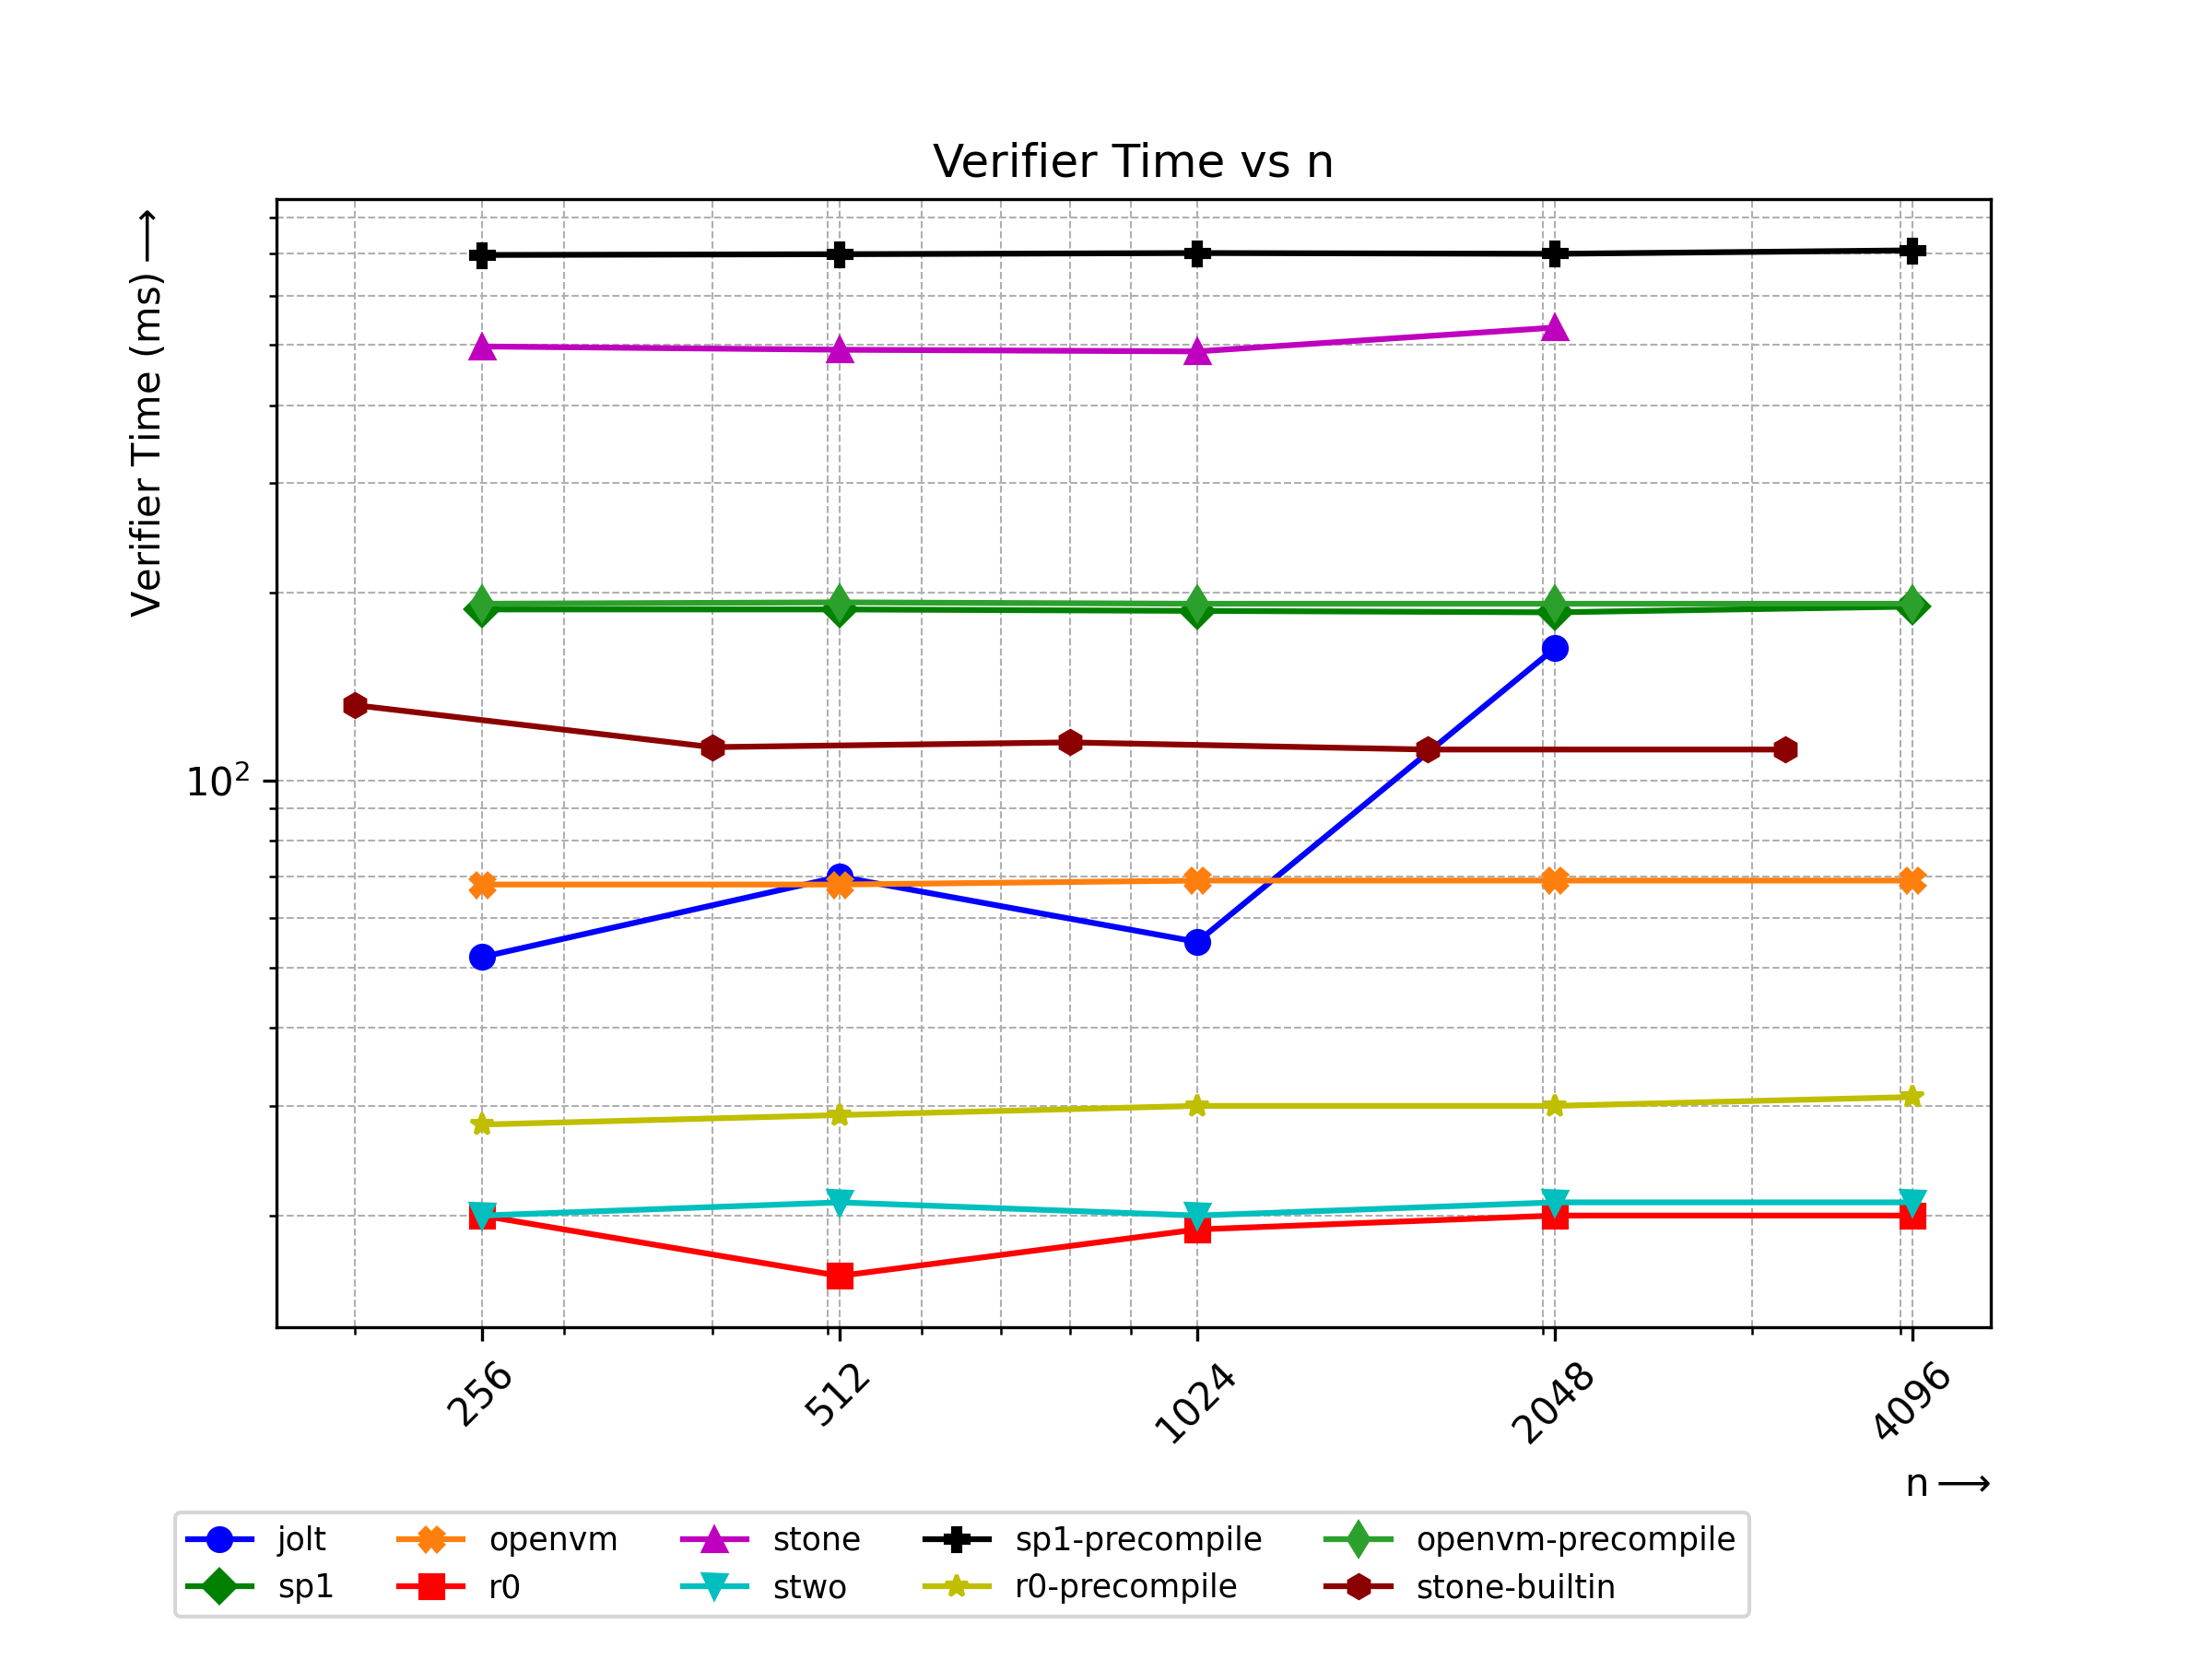 Verifier Time vs n
Verifier Time (ms) ⟶
10²
256
512
1024
2048
4096
n ⟶
jolt
openvm
stone
sp1-precompile
openvm-precompile
sp1
r0
stwo
r0-precompile
stone-builtin